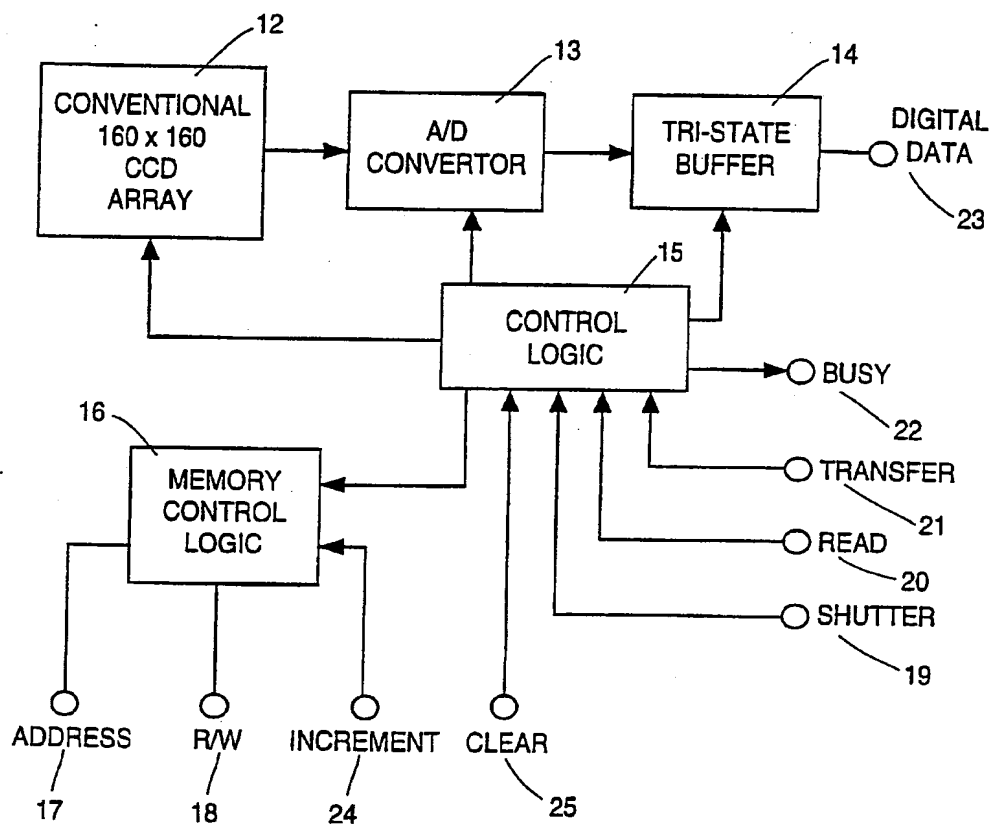 12
CONVENTIONAL
160 x 160
CCD
ARRAY
13
A/D
CONVERTOR
14
TRI-STATE
BUFFER
DIGITAL
DATA
23
15
CONTROL
LOGIC
BUSY
22
TRANSFER
21
READ
20
SHUTTER
19
16
MEMORY
CONTROL
LOGIC
ADDRESS
17
R/W
18
INCREMENT
24
CLEAR
25